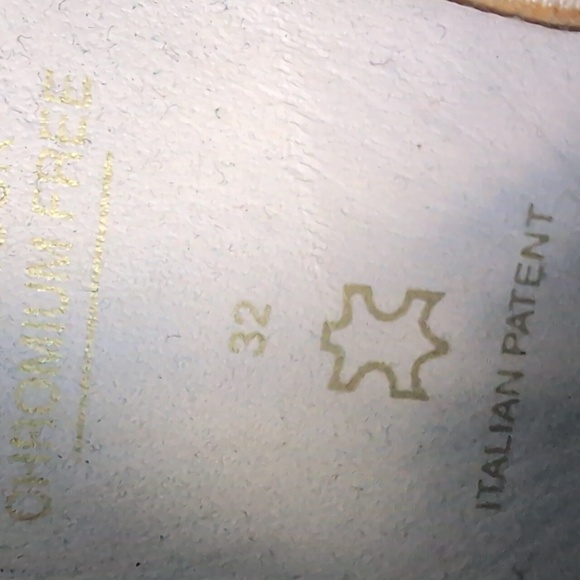 CHROMIUM FREE
32
ITALIAN PATENT